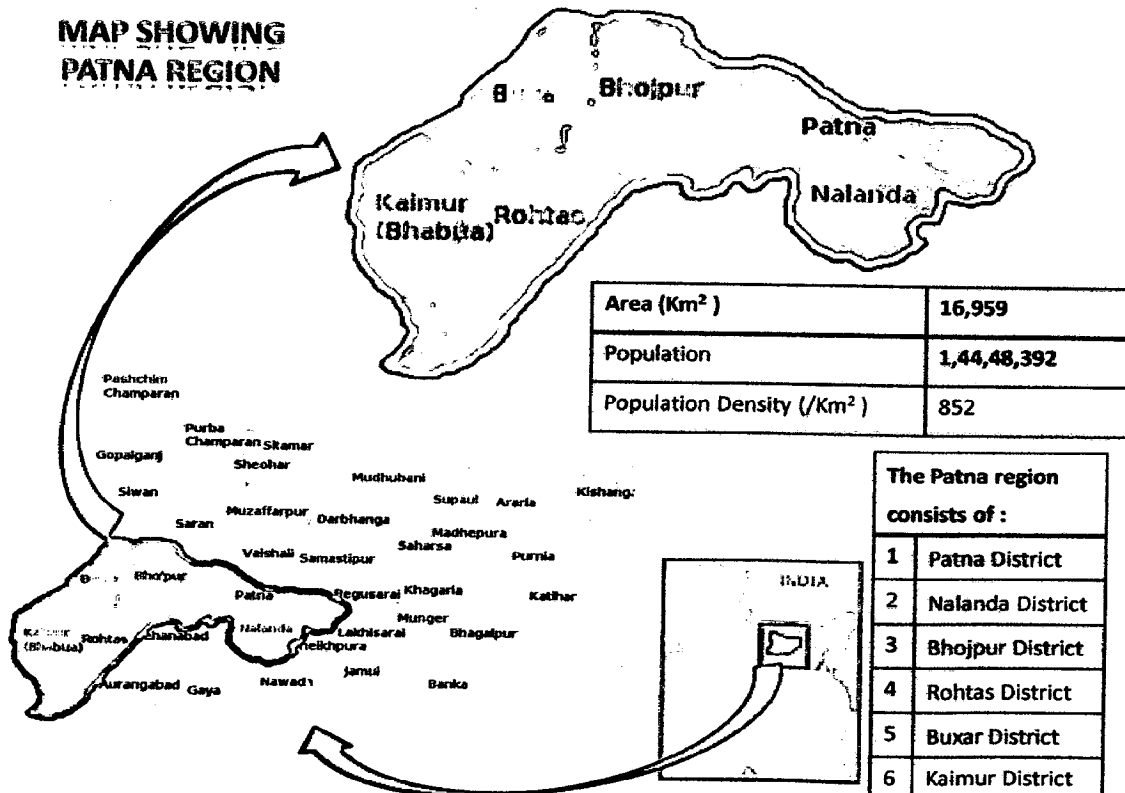 MAP SHOWING
PATNA REGION
Bhojpur
Patna
Nalanda
Kaimur
(Bhabua)
Rohtas
Area (Km² ) 16,959
Population 1,44,48,392
Population Density (/Km² ) 852
Pashchim
Champaran
Purba
Champaran
Gopalganj
Sheohar
Siwan
Mudhubani
Supaul
Araria
Saran
Muzaffarpur
Darbhanga
Madhepura
Saharsa
Purnia
Vaishali
Samastipur
Bhojpur
Patna
Khagaria
Katihar
Munger
Nalanda
Lakhisarai
Bhagalpur
(Bhabua)
Rohtas
Aurangabad
Gaya
Jamui
Banka
INDIA
The Patna region
consists of :
1 Patna District
2 Nalanda District
3 Bhojpur District
4 Rohtas District
5 Buxar District
6 Kaimur District